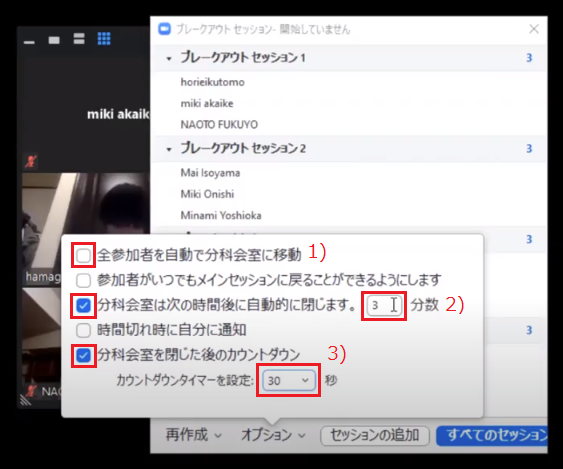 ブレークアウト セッション - 開始していません
ブレークアウト セッション 1 3
horieikutomo
miki akaike
NAOTO FUKUYO
ブレークアウト セッション 2 3
Mai Isoyama
Miki Onishi
Minami Yoshioka
miki akaik
3
全参加者を自動で分科会室に移動 1)
hamag
参加者がいつでもメインセッションに戻ることができるようにします
分科会室は次の時間後に自動的に閉じます。 3 分数 2)
時間切れ時に自分に通知
3
分科会室を閉じた後のカウントダウン 3)
カウントダウンタイマーを設定: 30 秒
NAO
再作成 オプション セッションの追加 すべてのセッション